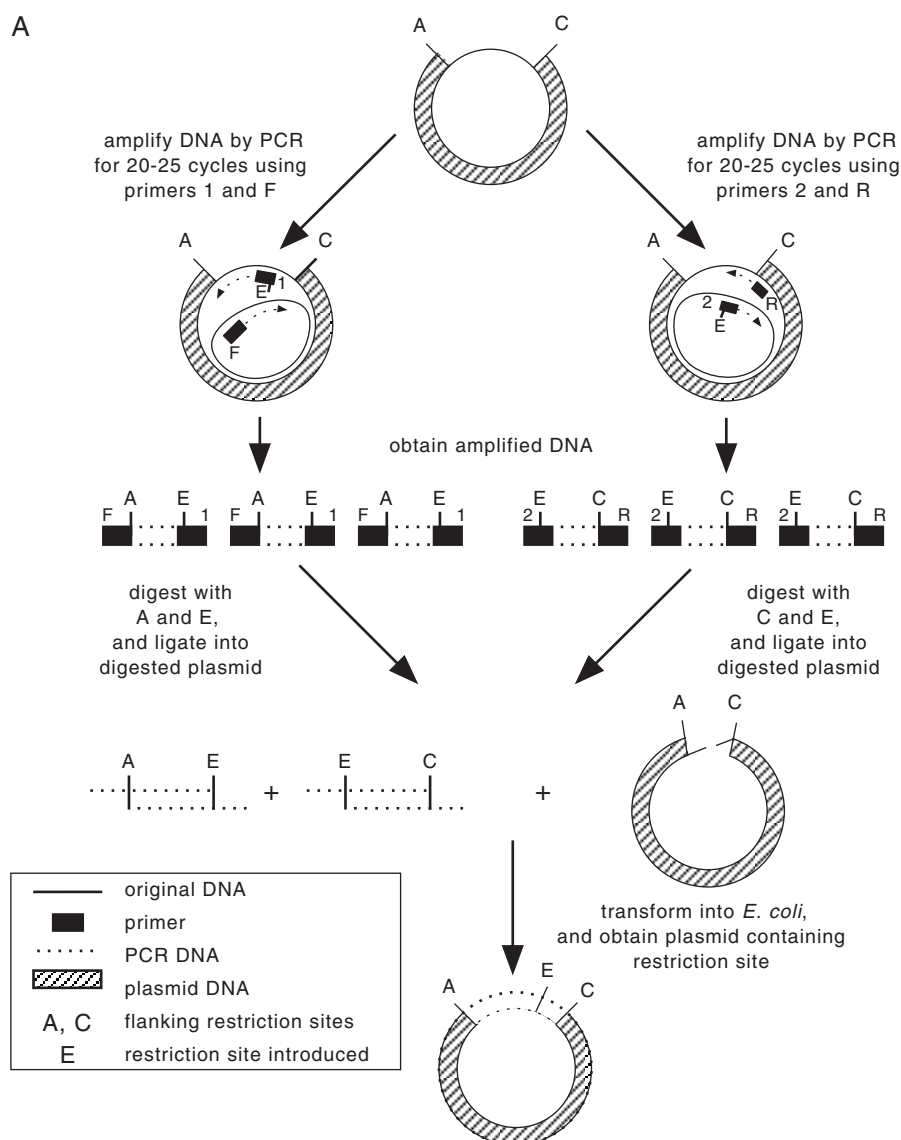 A
A
C
amplify DNA by PCR
for 20-25 cycles using
primers 1 and F
amplify DNA by PCR
for 20-25 cycles using
primers 2 and R
A
C
E
1
F
A
C
2
E
R
obtain amplified DNA
F A E 1 F A E 1 F A E 1
2 E C R 2 E C R 2 E C R
digest with
A and E,
and ligate into
digested plasmid
digest with
C and E,
and ligate into
digested plasmid
A E + E C +
A C
original DNA
primer
PCR DNA
plasmid DNA
A, C flanking restriction sites
E restriction site introduced
transform into E. coli,
and obtain plasmid containing
restriction site
A
E
C